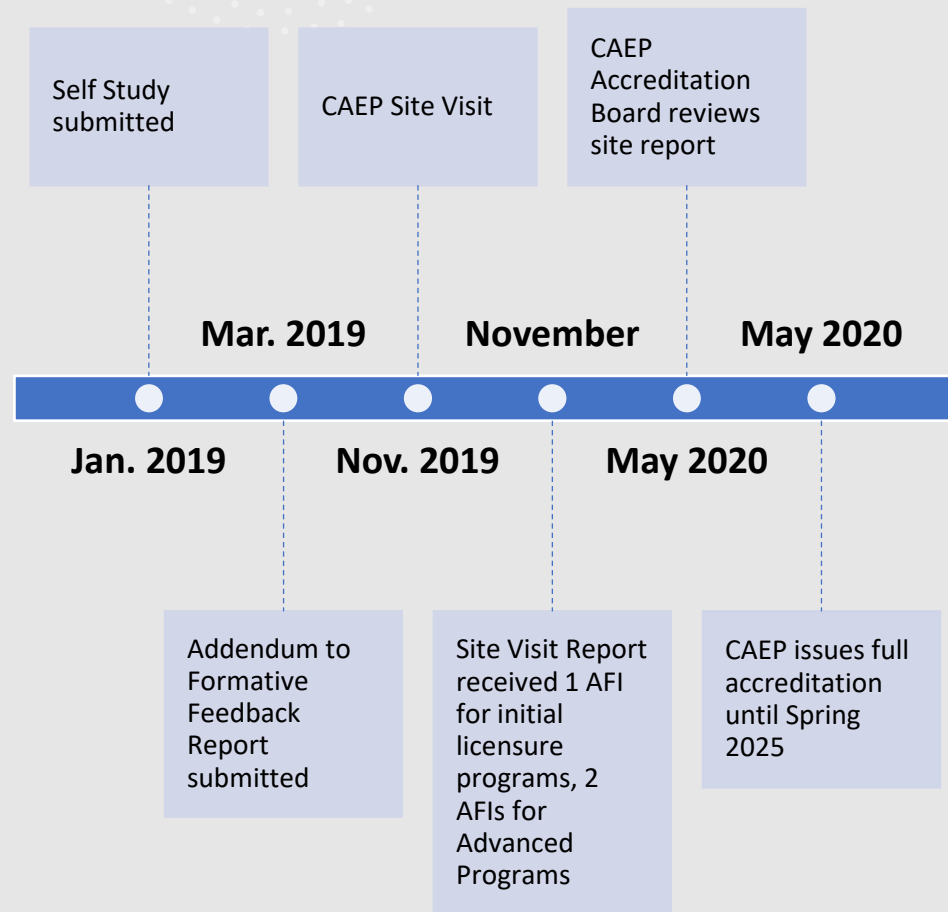 Self Study
submitted
CAEP Site Visit
CAEP
Accreditation
Board reviews
site report
Mar. 2019
November
May 2020
Jan. 2019
Nov. 2019
May 2020
Addendum to
Formative
Feedback
Report
submitted
Site Visit Report
received 1 AFI
for initial
licensure
programs, 2
AFIs for
Advanced
Programs
CAEP issues full
accreditation
until Spring
2025